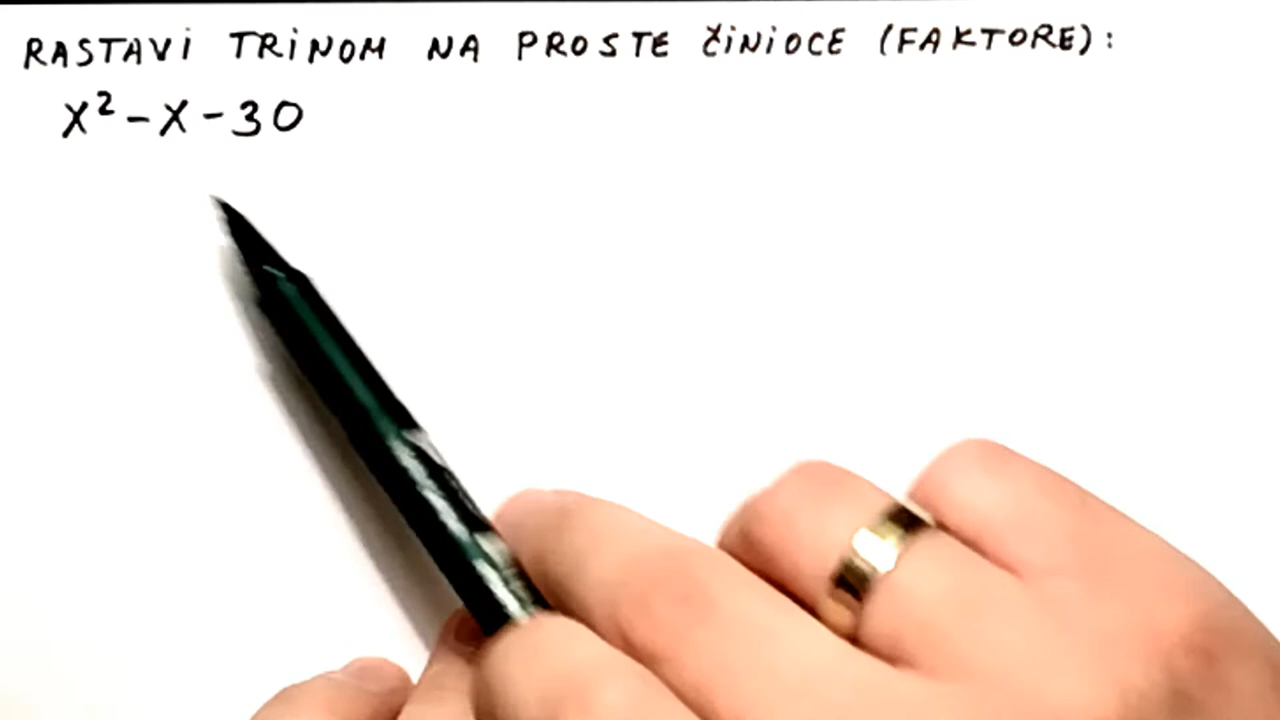 RASTAVI TRINOM NA PROSTE ČINIOCE (FAKTORE):
x² - x - 30